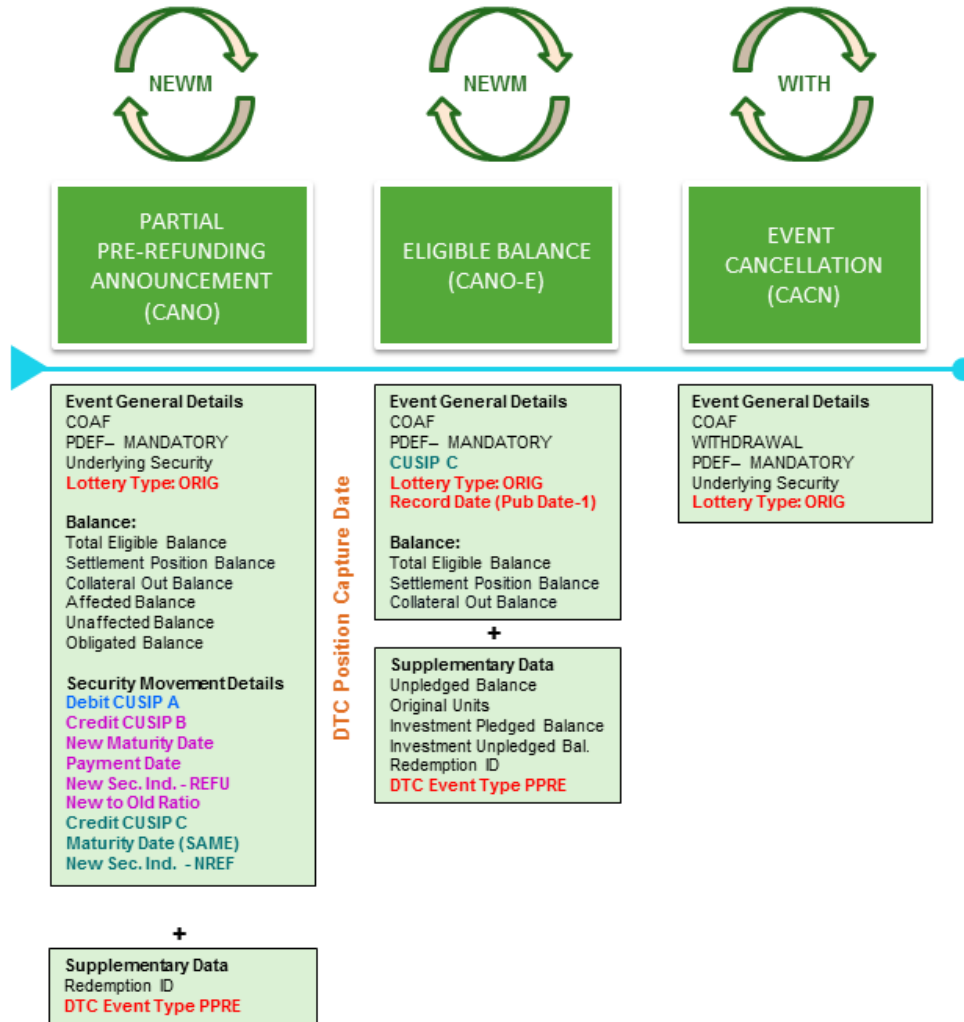 NEWM
NEWM
WITH
PARTIAL
PRE-REFUNDING
ANNOUNCEMENT
(CANO)
ELIGIBLE BALANCE
(CANO-E)
EVENT
CANCELLATION
(CACN)
Event General Details
COAF
PDEF– MANDATORY
Underlying Security
Lottery Type: ORIG
Balance:
Total Eligible Balance
Settlement Position Balance
Collateral Out Balance
Affected Balance
Unaffected Balance
Obligated Balance
Security Movement Details
Debit CUSIP A
Credit CUSIP B
New Maturity Date
Payment Date
New Sec. Ind. - REFU
New to Old Ratio
Credit CUSIP C
Maturity Date (SAME)
New Sec. Ind. - NREF
+
Supplementary Data
Redemption ID
DTC Event Type PPRE
DTC Position Capture Date
Event General Details
COAF
PDEF– MANDATORY
CUSIP C
Lottery Type: ORIG
Record Date (Pub Date-1)
Balance:
Total Eligible Balance
Settlement Position Balance
Collateral Out Balance
+
Supplementary Data
Unpledged Balance
Original Units
Investment Pledged Balance
Investment Unpledged Bal.
Redemption ID
DTC Event Type PPRE
Event General Details
COAF
WITHDRAWAL
PDEF– MANDATORY
Underlying Security
Lottery Type: ORIG